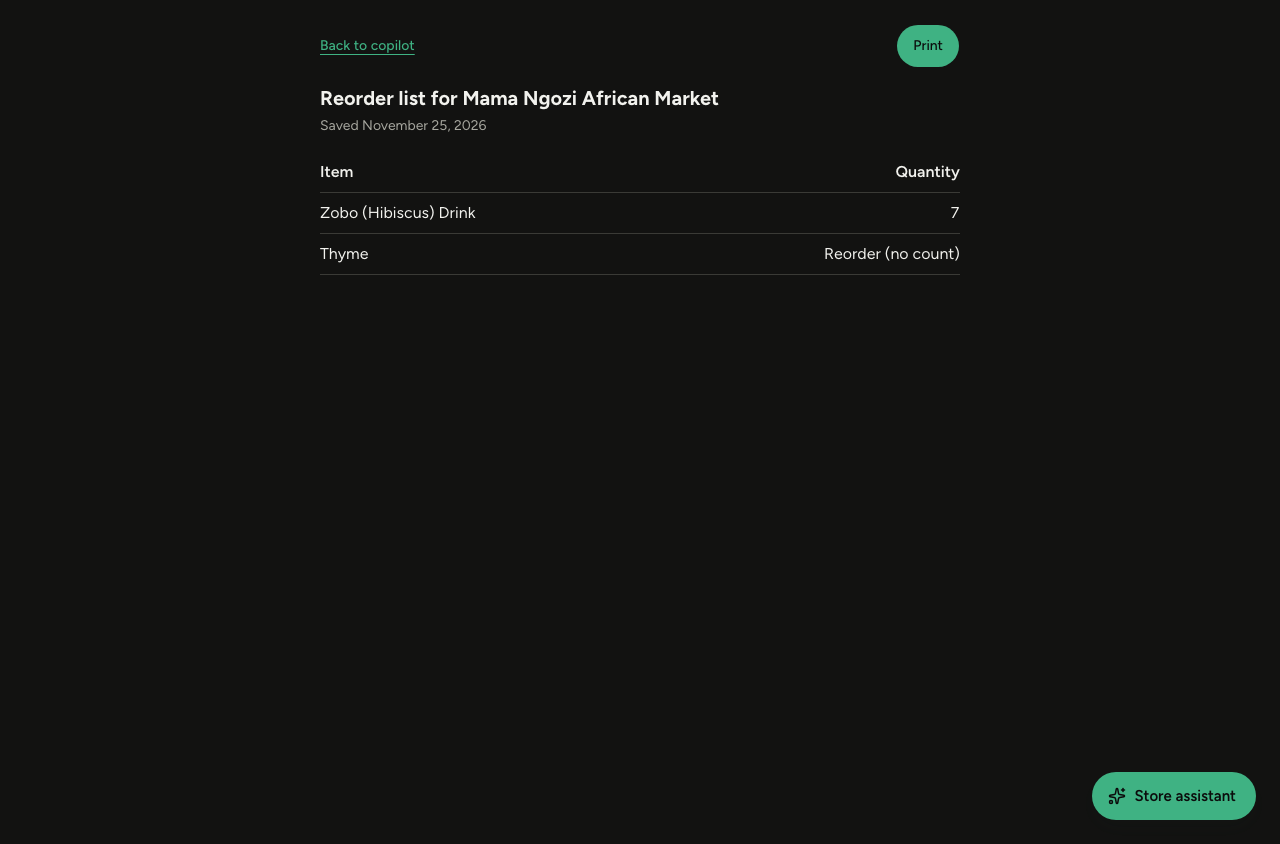 Back to copilot
Print
Reorder list for Mama Ngozi African Market
Saved November 25, 2026
Item Quantity
Zobo (Hibiscus) Drink 7
Thyme Reorder (no count)
Store assistant